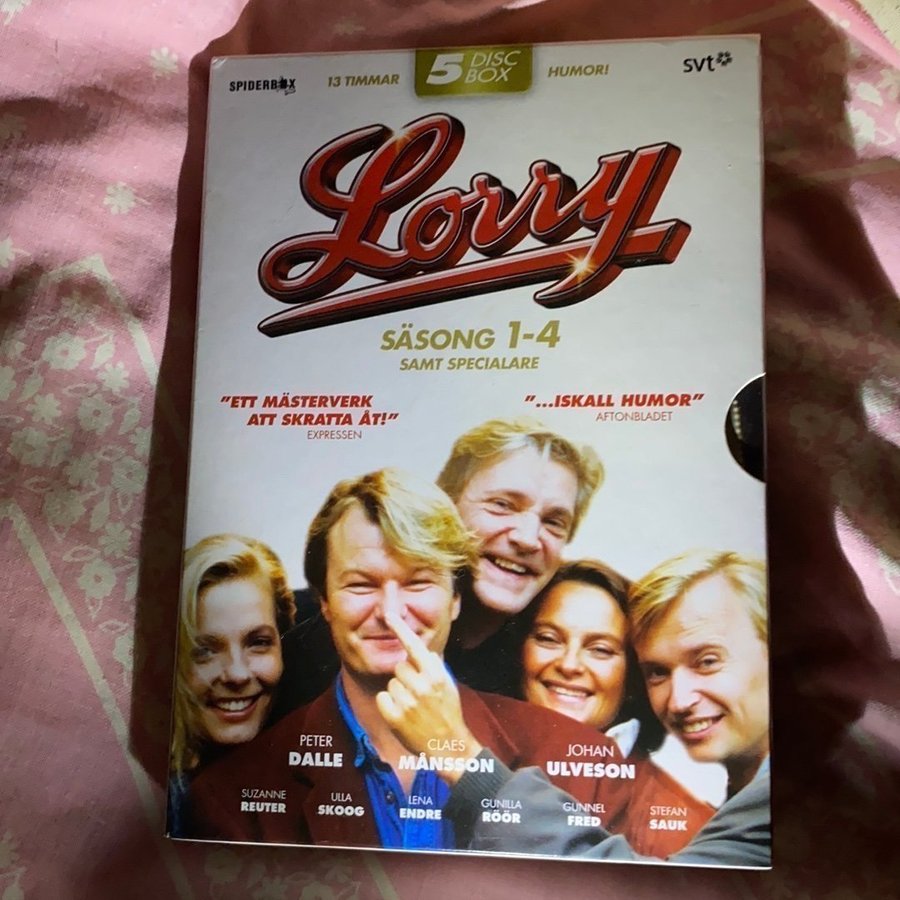 SPIDERBOX
13 TIMMAR
5 DISC BOX
HUMOR!
svt
Lorry
SÄSONG 1-4
SAMT SPECIALARE
"ETT MÄSTERVERK
ATT SKRATTA ÅT!"
EXPRESSEN
"...ISKALL HUMOR"
AFTONBLADET
PETER
DALLE
CLAES
MÅNSSON
JOHAN
ULVESON
SUZANNE
REUTER
ULLA
SKOOG
LENA
ENDRE
GUNILLA
RÖÖR
GUNNEL
FRED
STEFAN
SAUK